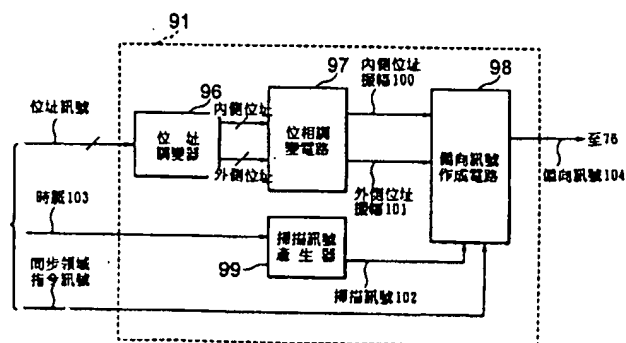 91
位址訊號
96
位址
調變器
內側位址
外側位址
97
位相調
變電路
內側位址
振幅100
外側位址
振幅101
98
偏向訊號
作成電路
至76
偏向訊號104
時脈103
掃描訊號
產生器
99
掃描訊號102
同步領域
指令訊號